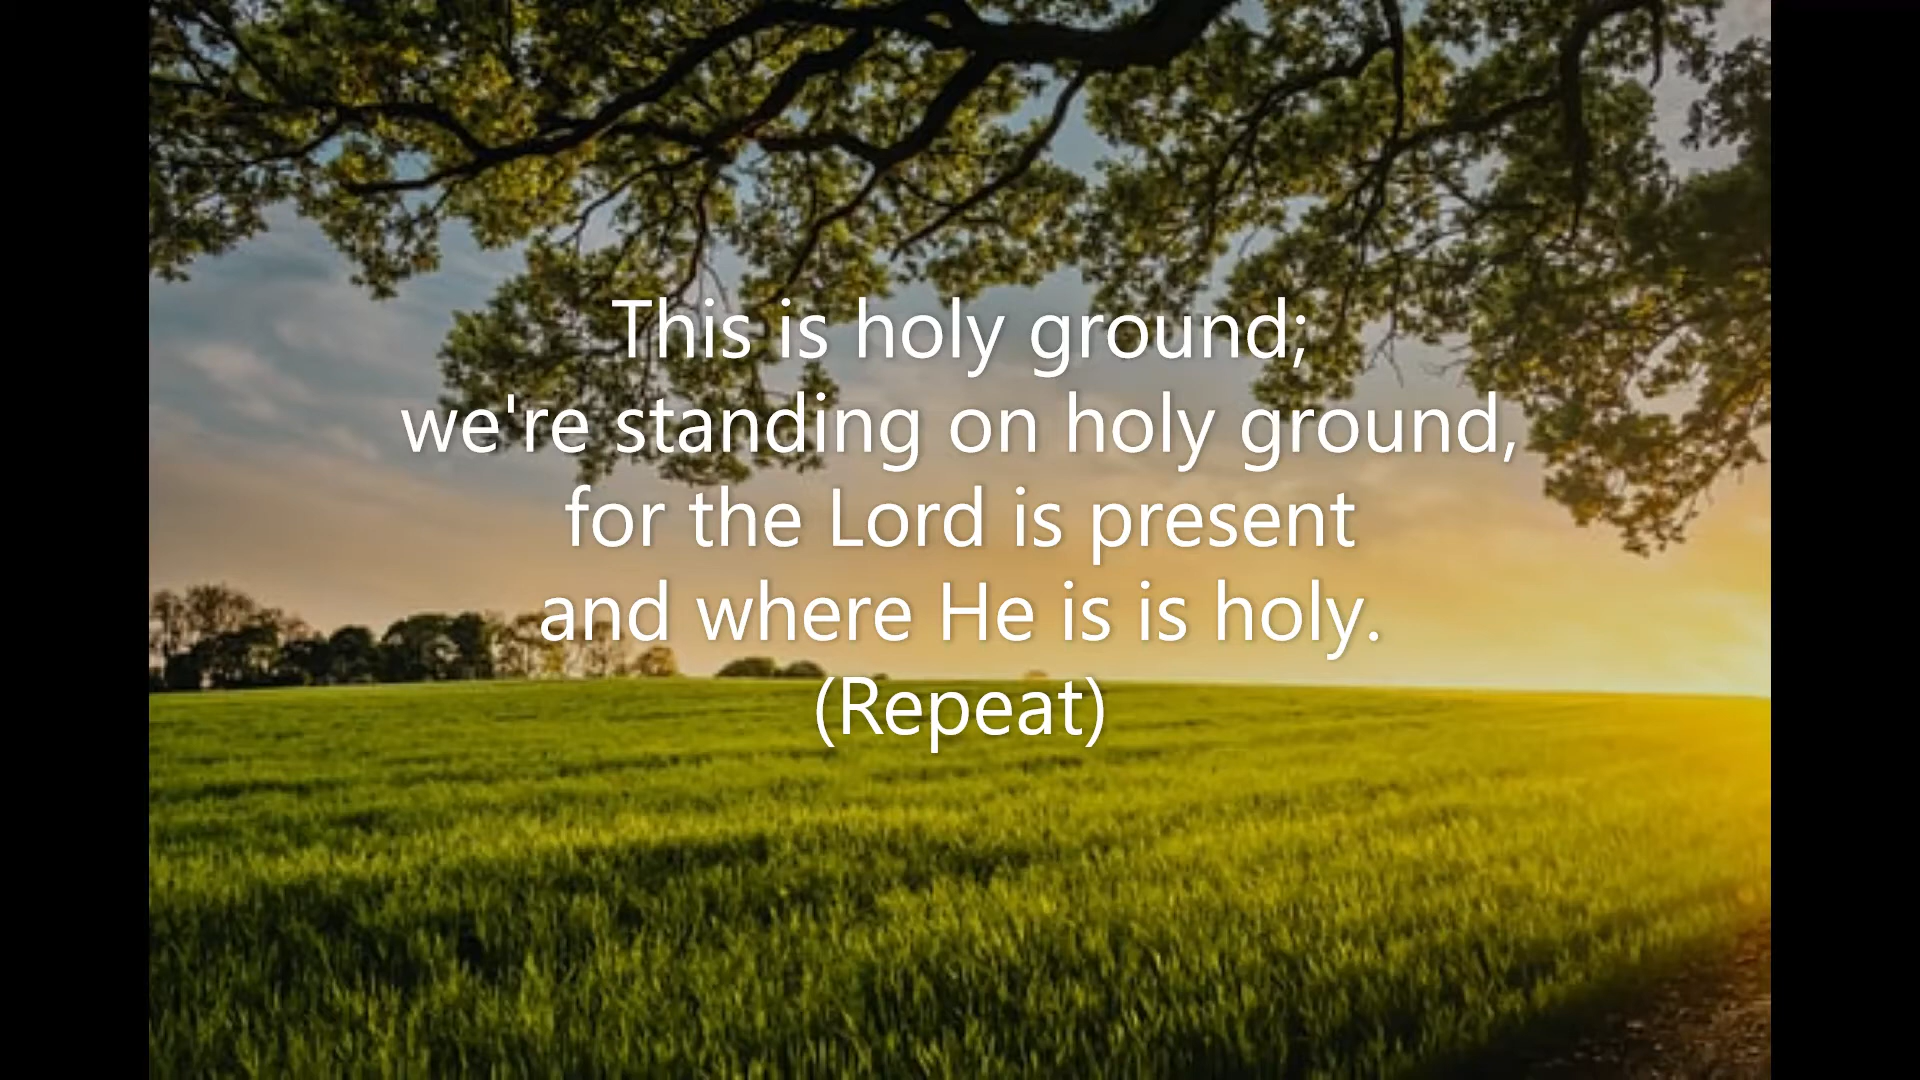 This is holy ground;
we're standing on holy ground,
for the Lord is present
and where He is is holy.
(Repeat)